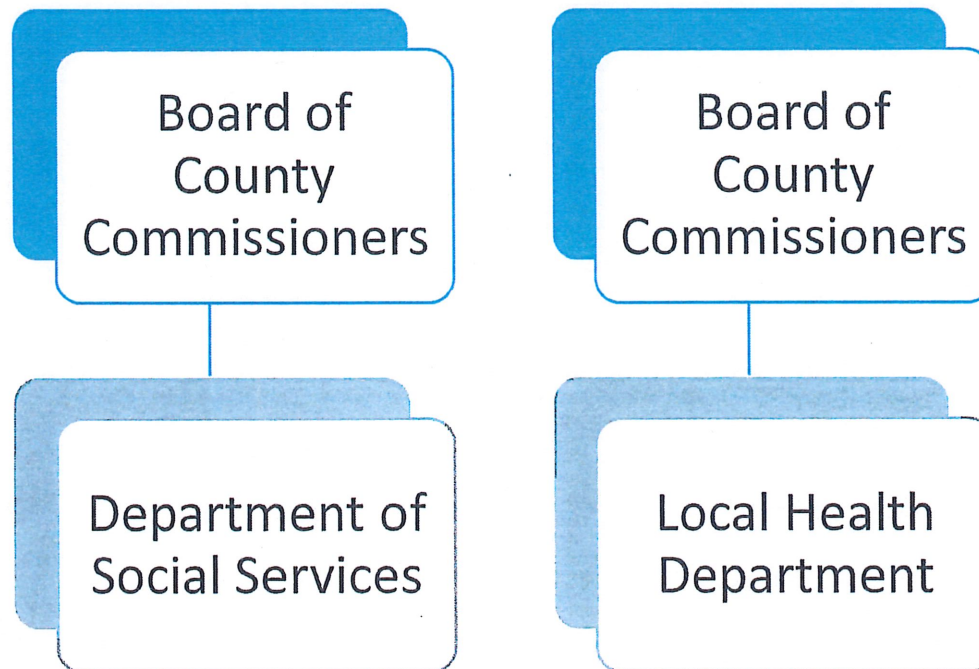 Board of
County
Commissioners
Board of
County
Commissioners
Department of
Social Services
Local Health
Department